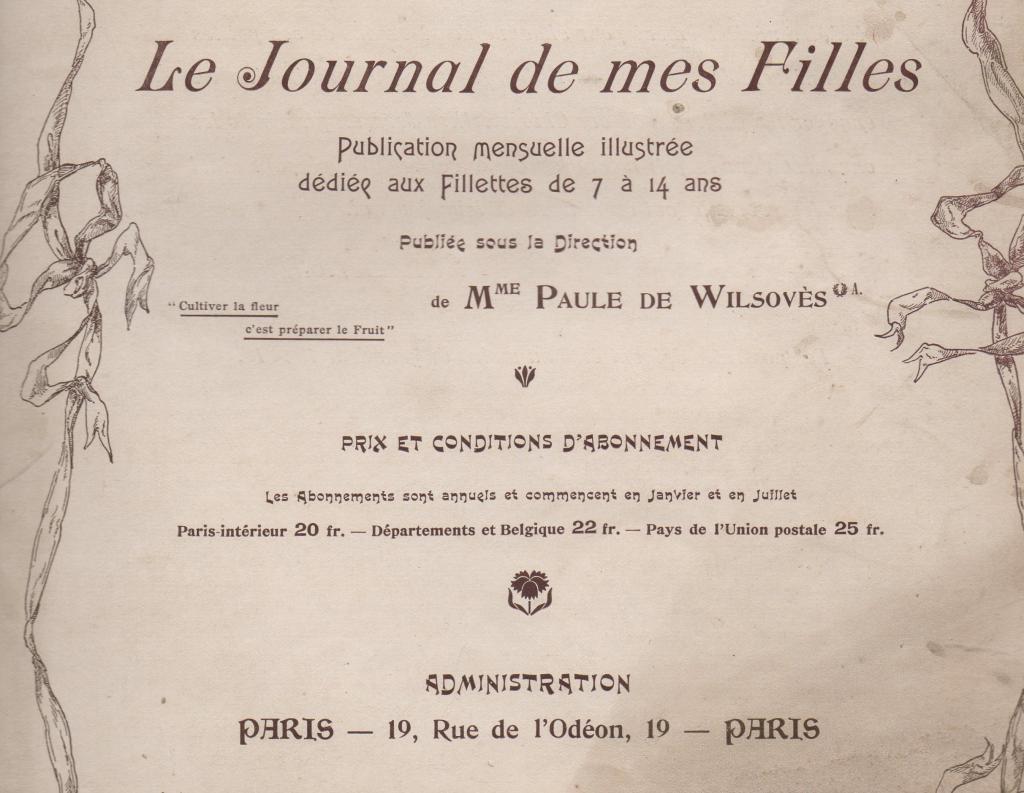 Le Journal de mes Filles
Publication mensuelle illustrée
dédiée aux Fillettes de 7 à 14 ans
Publiée sous la Direction
de MME PAULE DE WILSOVÈS A.
"Cultiver la fleur
c'est préparer le Fruit"
PRIX ET CONDITIONS D'ABONNEMENT
Les Abonnements sont annuels et commencent en Janvier et en Juillet
Paris-intérieur 20 fr. — Départements et Belgique 22 fr. — Pays de l'Union postale 25 fr.
ADMINISTRATION
PARIS — 19, Rue de l'Odéon, 19 — PARIS